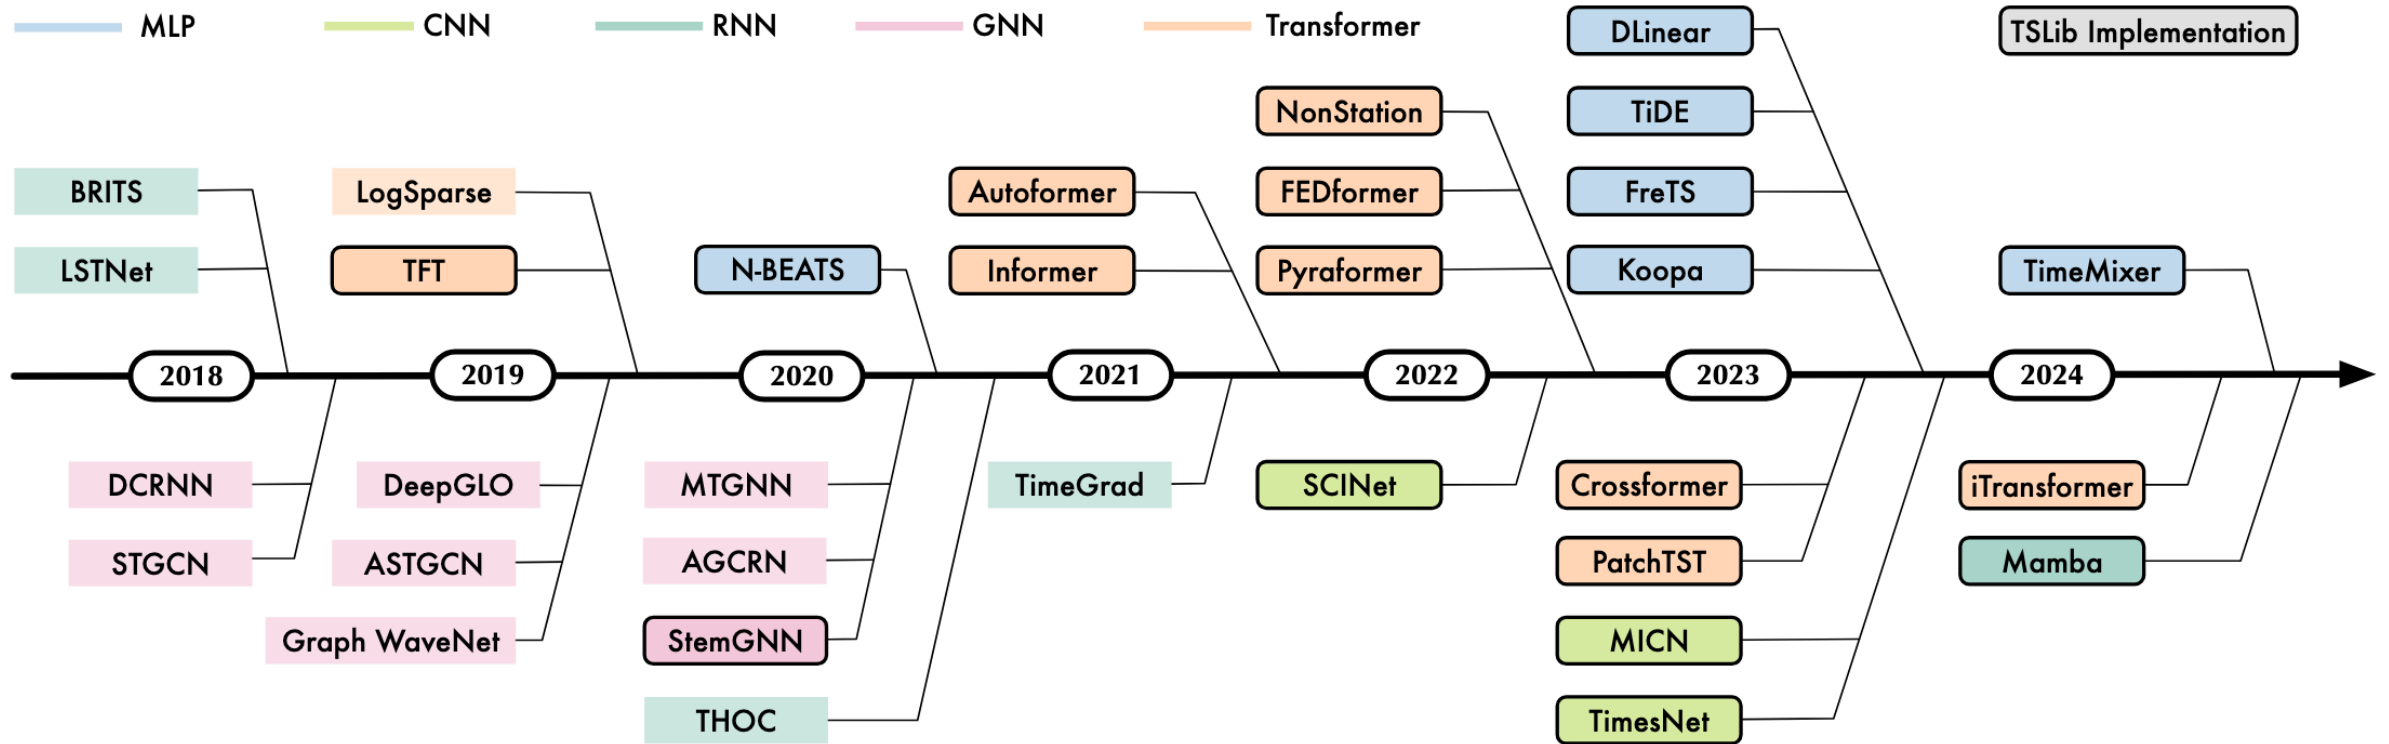 MLP
CNN
RNN
GNN
Transformer
DLinear
TSLib Implementation
NonStation
TiDE
BRITS
LogSparse
Autoformer
FEDformer
FreTS
LSTNet
TFT
N-BEATS
Informer
Pyraformer
Koopa
TimeMixer
2018
2019
2020
2021
2022
2023
2024
DCRNN
DeepGLO
MTGNN
TimeGrad
SCINet
Crossformer
iTransformer
STGCN
ASTGCN
AGCRN
PatchTST
Mamba
Graph WaveNet
StemGNN
MICN
THOC
TimesNet